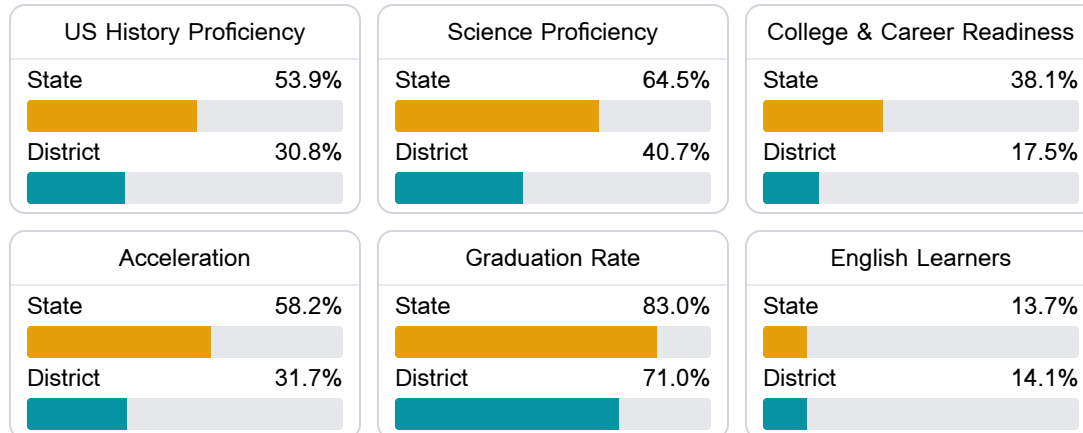 US History Proficiency
State 53.9%
District 30.8%
Science Proficiency
State 64.5%
District 40.7%
College & Career Readiness
State 38.1%
District 17.5%
Acceleration
State 58.2%
District 31.7%
Graduation Rate
State 83.0%
District 71.0%
English Learners
State 13.7%
District 14.1%